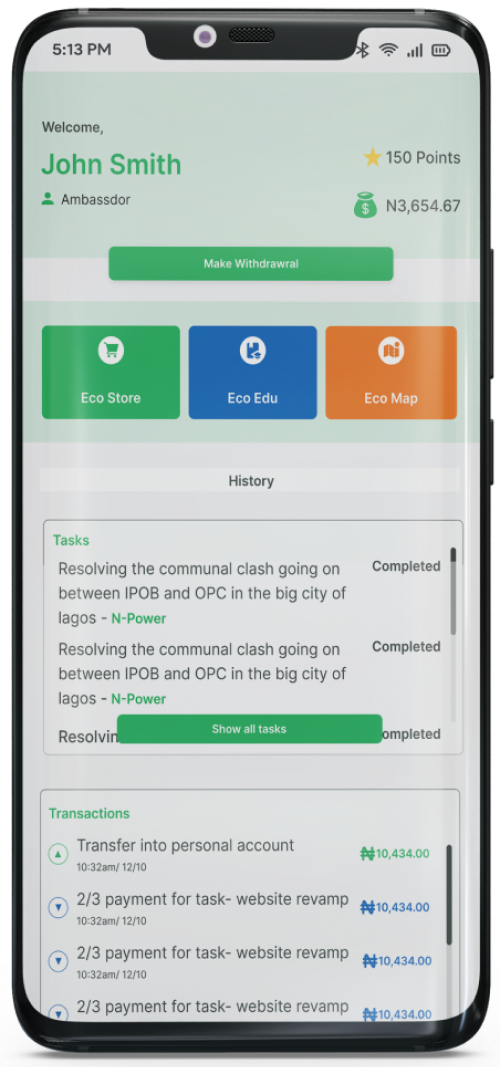 5:13 PM
Welcome,
John Smith
150 Points
Ambassdor
N3,654.67
Make Withdrawral
Eco Store
Eco Edu
Eco Map
History
Tasks
Resolving the communal clash going on
Completed
between IPOB and OPC in the big city of
lagos - N-Power
Resolving the communal clash going on
Completed
between IPOB and OPC in the big city of
lagos - N-Power
Resolvin
Show all tasks
ompleted
Transactions
Transfer into personal account
₦10,434.00
10:32am/ 12/10
2/3 payment for task- website revamp
₦10,434.00
10:32am/ 12/10
2/3 payment for task- website revamp
₦10,434.00
10:32am/ 12/10
2/3 payment for task- website revamp
₦10,434.00